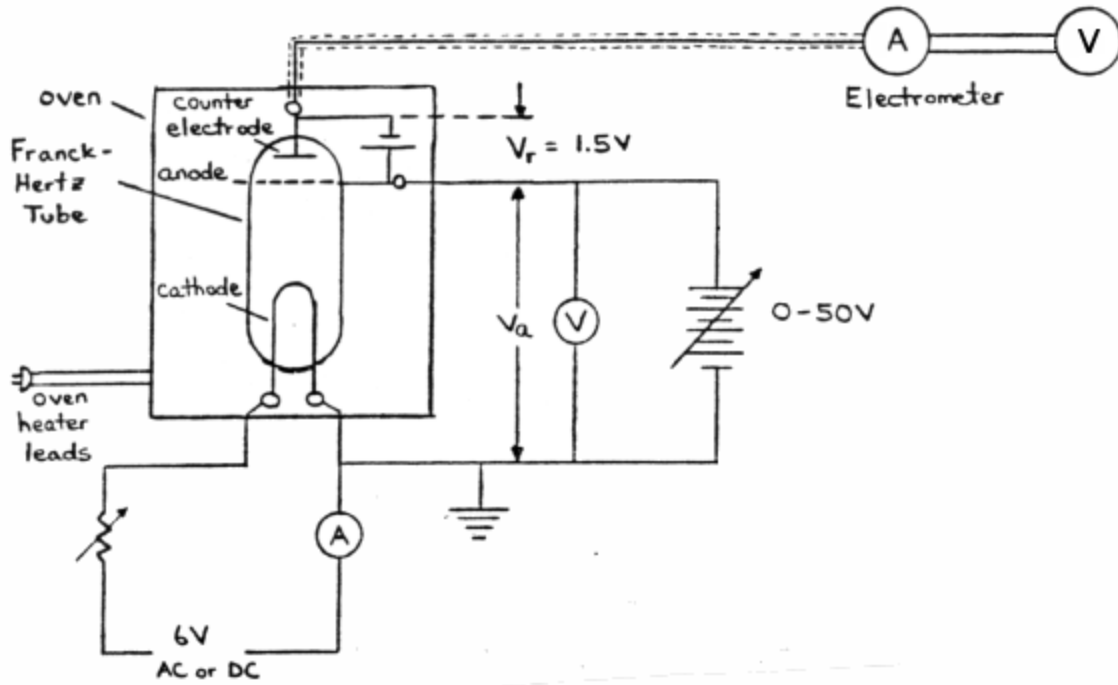 A
V
Electrometer
oven
counter
electrode
Vr = 1.5V
Franck-
Hertz
Tube
anode
cathode
Va
V
0-50V
oven
heater
leads
A
6V
AC or DC